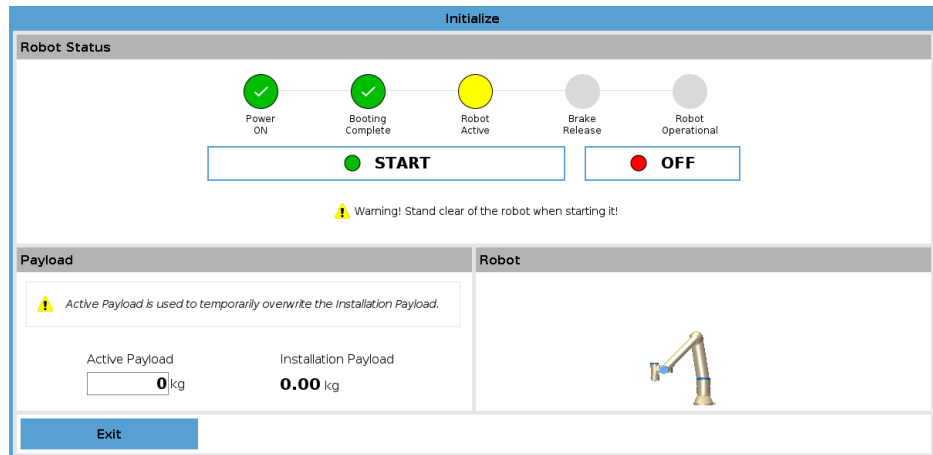 Initialize
Robot Status
Power
ON
Booting
Complete
Robot
Active
Brake
Release
Robot
Operational
START
OFF
Warning! Stand clear of the robot when starting it!
Payload
Robot
Active Payload is used to temporarily overwrite the Installation Payload.
Active Payload
Installation Payload
0 kg
0.00 kg
Exit